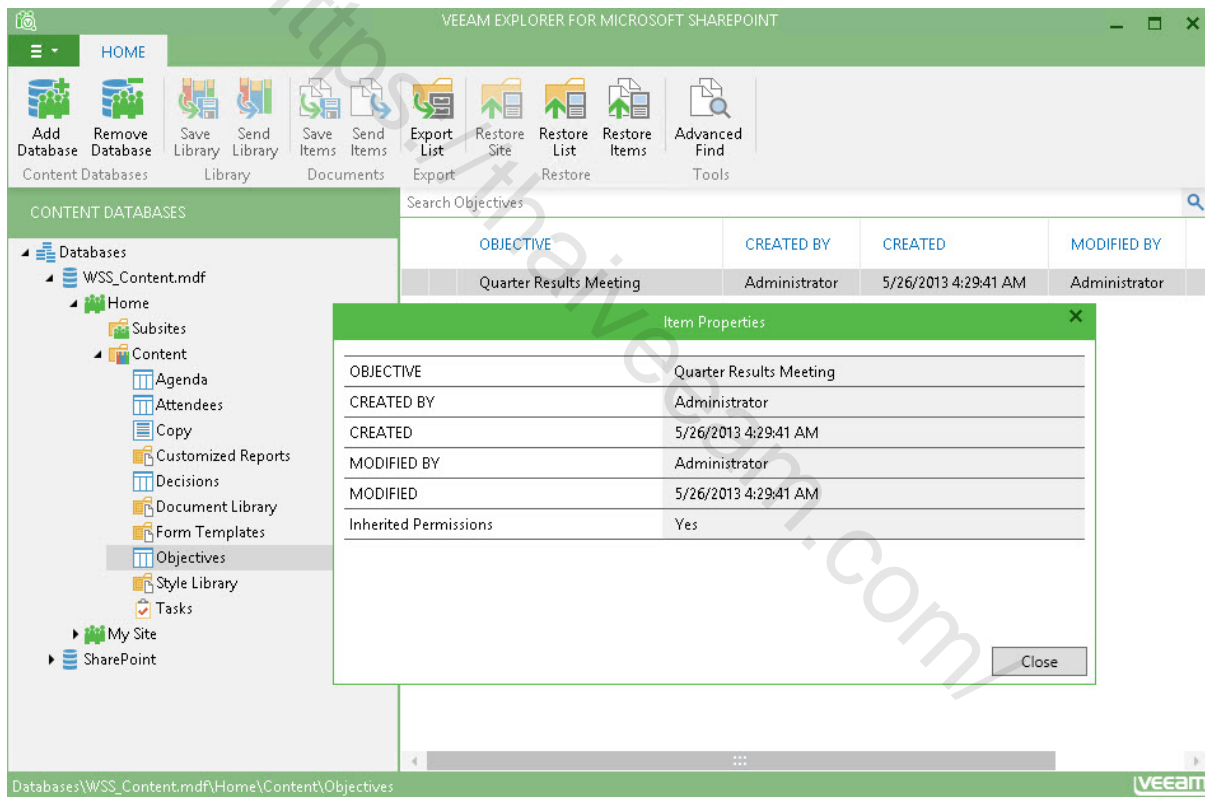 VEEAM EXPLORER FOR MICROSOFT SHAREPOINT
HOME
Add Database
Remove Database
Save Library
Send Library
Save Items
Send Items
Export List
Restore Site
Restore List
Restore Items
Advanced Find
Content Databases
Library
Documents
Export
Restore
Tools
CONTENT DATABASES
Databases
WSS_Content.mdf
Home
Subsites
Content
Agenda
Attendees
Copy
Customized Reports
Decisions
Document Library
Form Templates
Objectives
Style Library
Tasks
My Site
SharePoint
Search Objectives
OBJECTIVE CREATED BY CREATED MODIFIED BY
Quarter Results Meeting Administrator 5/26/2013 4:29:41 AM Administrator
Item Properties
OBJECTIVE Quarter Results Meeting
CREATED BY Administrator
CREATED 5/26/2013 4:29:41 AM
MODIFIED BY Administrator
MODIFIED 5/26/2013 4:29:41 AM
Inherited Permissions Yes
Close
Databases\WSS_Content.mdf\Home\Content\Objectives
veeam
https://thaiveeam.com/